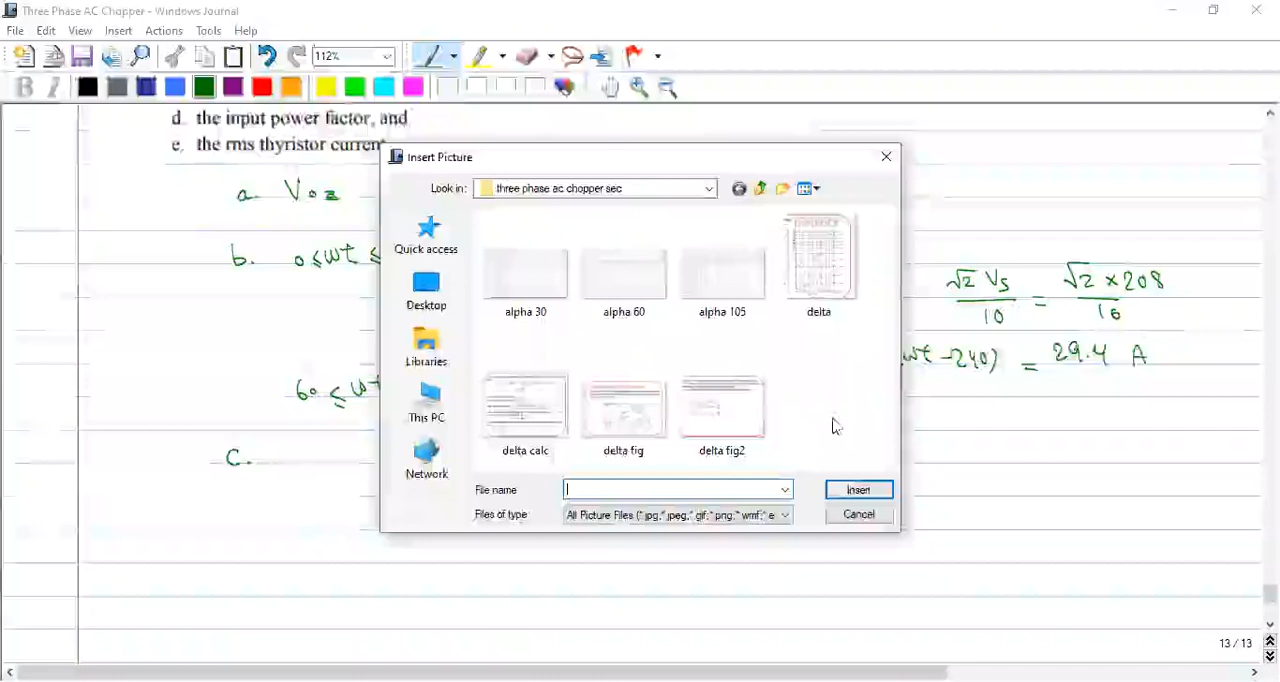 Three Phase AC Chopper - Windows Journal
File Edit View Insert Actions Tools Help
112%
B I
d. the input power factor, and
e. the rms thyristor current
a. Vo =
b. 0 ≤ wt ≤
60 ≤ wt
c.
√2 Vs / 10 = √2 × 208 / 10
wt - 240) = 29.4 A
Insert Picture
Look in: three phase ac chopper sec
Quick access
Desktop
Libraries
This PC
Network
alpha 30 alpha 60 alpha 105 delta
delta calc delta fig delta fig2
File name Insert
Files of type All Picture Files (*.jpg;*.jpeg;*.gif;*.png;*.wmf;*.e Cancel
13 / 13